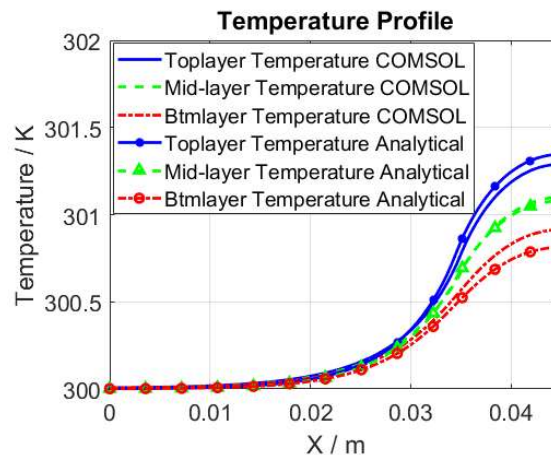 Temperature Profile
302
301.5
301
300.5
300
Temperature / K
Toplayer Temperature COMSOL
Mid-layer Temperature COMSOL
Btmlayer Temperature COMSOL
Toplayer Temperature Analytical
Mid-layer Temperature Analytical
Btmlayer Temperature Analytical
0 0.01 0.02 0.03 0.04
X / m